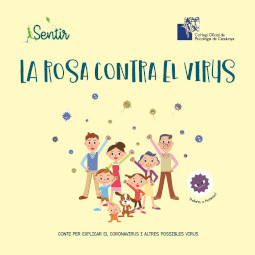 Sentir
Col·legi Oficial de
Psicologia de Catalunya
LA ROSA CONTRA EL VIRUS
CONTE PER EXPLICAR EL CORONAVIRUS I ALTRES POSSIBLES VIRUS